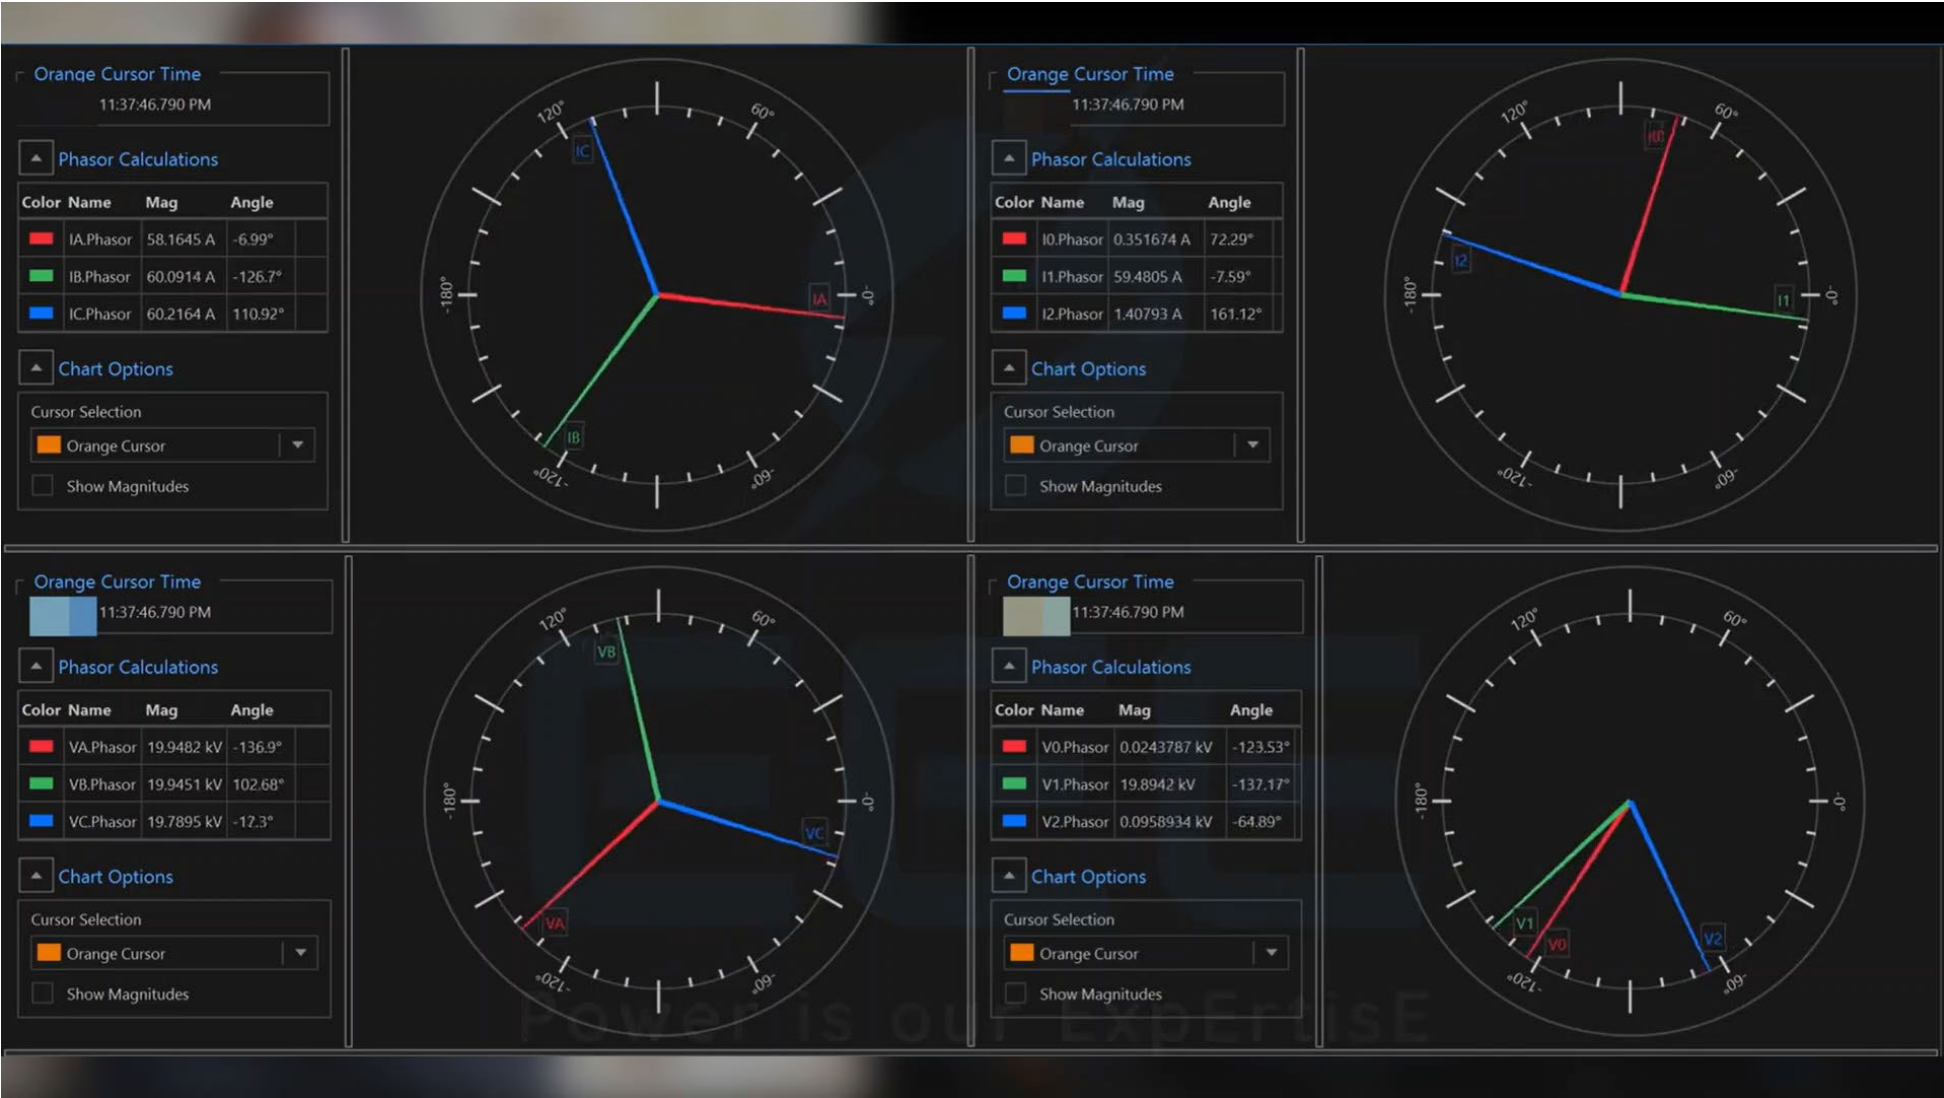 Orange Cursor Time
11:37:46.790 PM
Phasor Calculations
Color Name Mag Angle
IA.Phasor 58.1645 A -6.99°
IB.Phasor 60.0914 A -126.7°
IC.Phasor 60.2164 A 110.92°
Chart Options
Cursor Selection
Orange Cursor
Show Magnitudes
120°
60°
-180°
-0°
-120°
-60°
IC
IA
IB
Orange Cursor Time
11:37:46.790 PM
Phasor Calculations
Color Name Mag Angle
I0.Phasor 0.351674 A 72.29°
I1.Phasor 59.4805 A -7.59°
I2.Phasor 1.40793 A 161.12°
Chart Options
Cursor Selection
Orange Cursor
Show Magnitudes
120°
60°
-180°
-0°
-120°
-60°
I0
I2
I1
Orange Cursor Time
11:37:46.790 PM
Phasor Calculations
Color Name Mag Angle
VA.Phasor 19.9482 kV -136.9°
VB.Phasor 19.9451 kV 102.68°
VC.Phasor 19.7895 kV -17.3°
Chart Options
Cursor Selection
Orange Cursor
Show Magnitudes
120°
60°
-180°
-0°
-120°
-60°
VB
VC
VA
Orange Cursor Time
11:37:46.790 PM
Phasor Calculations
Color Name Mag Angle
V0.Phasor 0.0243787 kV -123.53°
V1.Phasor 19.8942 kV -137.17°
V2.Phasor 0.0958934 kV -64.89°
Chart Options
Cursor Selection
Orange Cursor
Show Magnitudes
120°
60°
-180°
-0°
-120°
-60°
V1
V0
V2
Power is our ExpErtisE